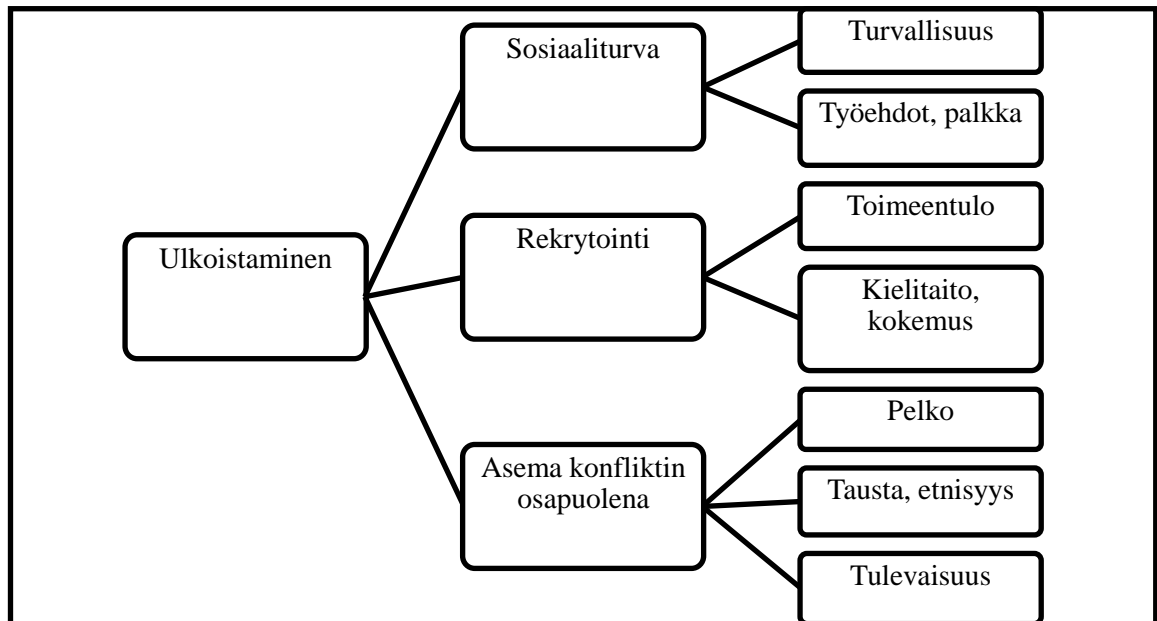 Ulkoistaminen
Sosiaaliturva
Turvallisuus
Työehdot, palkka
Rekrytointi
Toimeentulo
Kielitaito,
kokemus
Asema konfliktin
osapuolena
Pelko
Tausta, etnisyys
Tulevaisuus